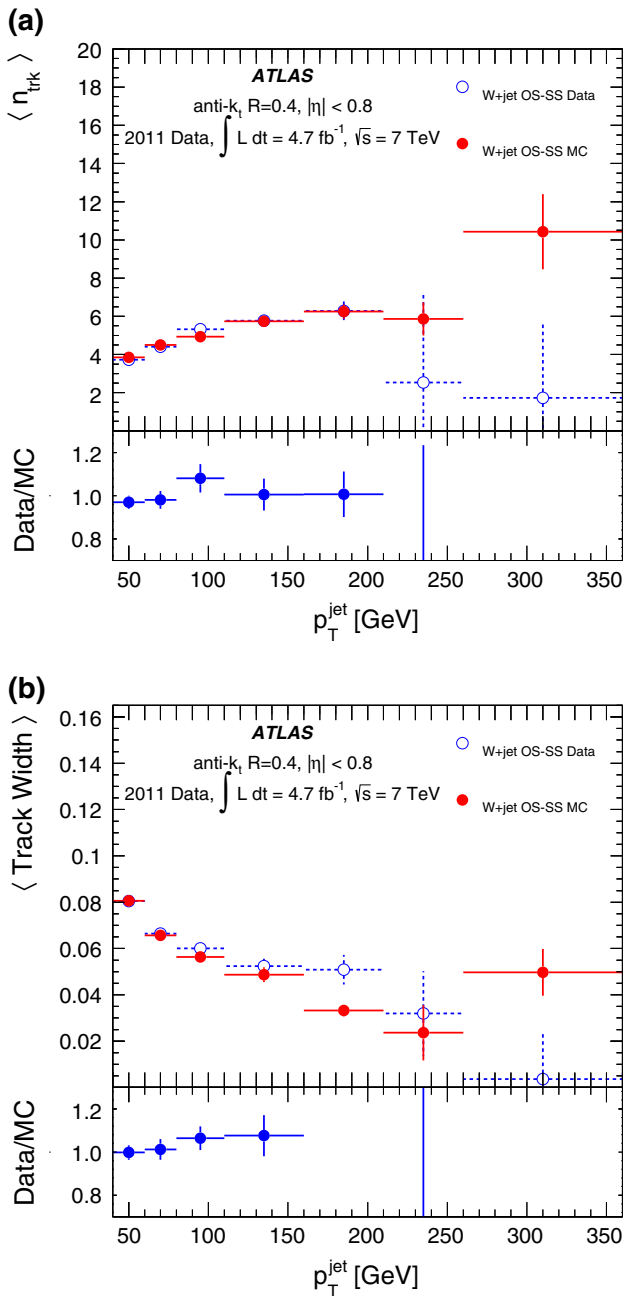 (a)
⟨ n_trk ⟩
20
18
16
14
12
10
8
6
4
2
ATLAS
anti-k_t R=0.4, |η| < 0.8
2011 Data, ∫ L dt = 4.7 fb⁻¹, √s = 7 TeV
W+jet OS-SS Data
W+jet OS-SS MC
Data/MC
1.2
1.0
0.8
50 100 150 200 250 300 350
p_T^jet [GeV]
(b)
⟨ Track Width ⟩
0.16
0.14
0.12
0.1
0.08
0.06
0.04
0.02
ATLAS
anti-k_t R=0.4, |η| < 0.8
2011 Data, ∫ L dt = 4.7 fb⁻¹, √s = 7 TeV
W+jet OS-SS Data
W+jet OS-SS MC
Data/MC
1.2
1.0
0.8
50 100 150 200 250 300 350
p_T^jet [GeV]